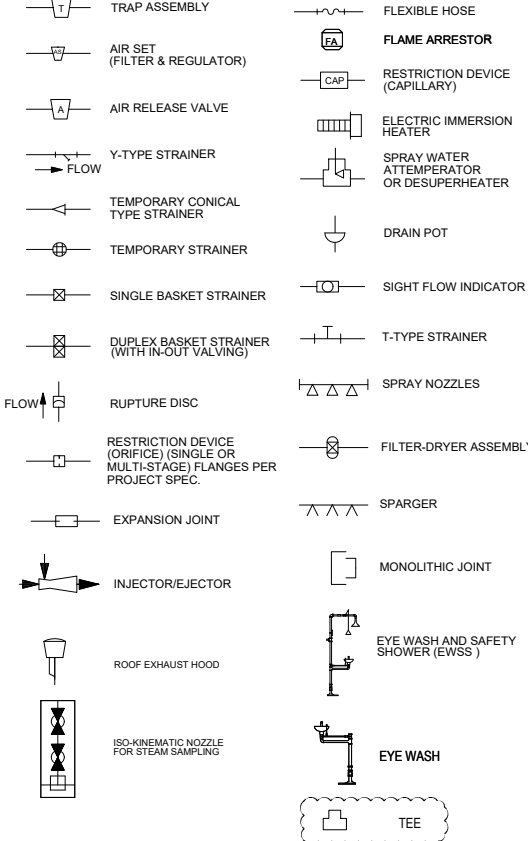 T
TRAP ASSEMBLY
AS
AIR SET
(FILTER & REGULATOR)
A
AIR RELEASE VALVE
Y-TYPE STRAINER
FLOW
TEMPORARY CONICAL
TYPE STRAINER
TEMPORARY STRAINER
SINGLE BASKET STRAINER
DUPLEX BASKET STRAINER
(WITH IN-OUT VALVING)
FLOW
RUPTURE DISC
RESTRICTION DEVICE
(ORIFICE) (SINGLE OR
MULTI-STAGE) FLANGES PER
PROJECT SPEC.
EXPANSION JOINT
INJECTOR/EJECTOR
ROOF EXHAUST HOOD
ISO-KINEMATIC NOZZLE
FOR STEAM SAMPLING
FLEXIBLE HOSE
FA
FLAME ARRESTOR
CAP
RESTRICTION DEVICE
(CAPILLARY)
ELECTRIC IMMERSION
HEATER
SPRAY WATER
ATTEMPERATOR
OR DESUPERHEATER
DRAIN POT
SIGHT FLOW INDICATOR
T-TYPE STRAINER
SPRAY NOZZLES
FILTER-DRYER ASSEMBLY
SPARGER
MONOLITHIC JOINT
EYE WASH AND SAFETY
SHOWER (EWSS )
EYE WASH
TEE